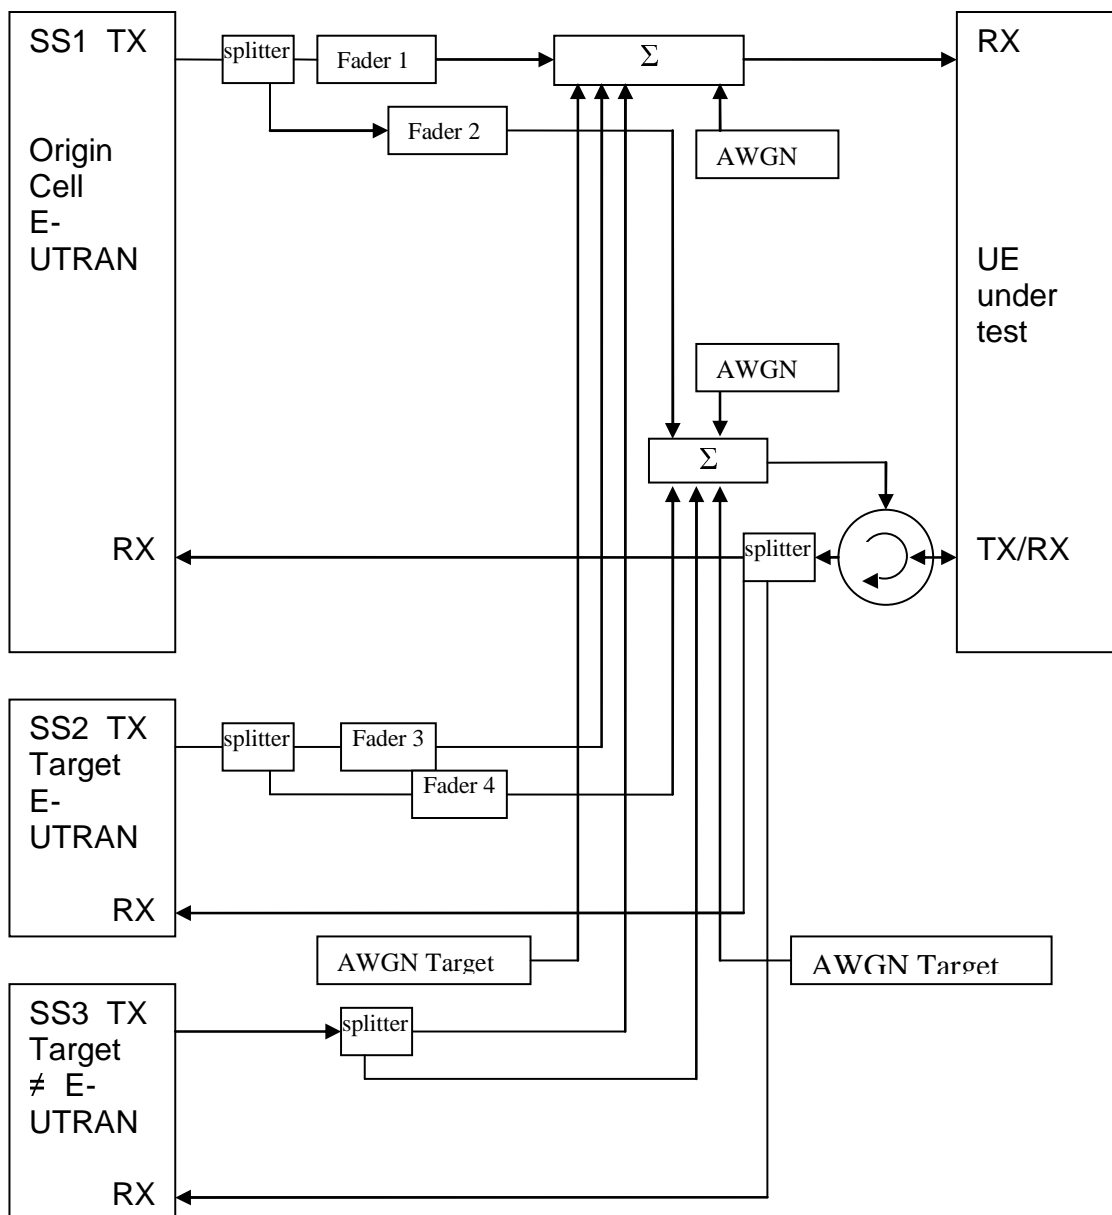 SS1 TX
splitter
Fader 1
Σ
RX
Fader 2
AWGN
Origin
Cell
E-
UTRAN
UE
under
test
AWGN
Σ
RX
splitter
TX/RX
SS2 TX
Target
E-
UTRAN
splitter
Fader 3
Fader 4
RX
AWGN Target
AWGN Target
SS3 TX
Target
≠ E-
UTRAN
splitter
RX